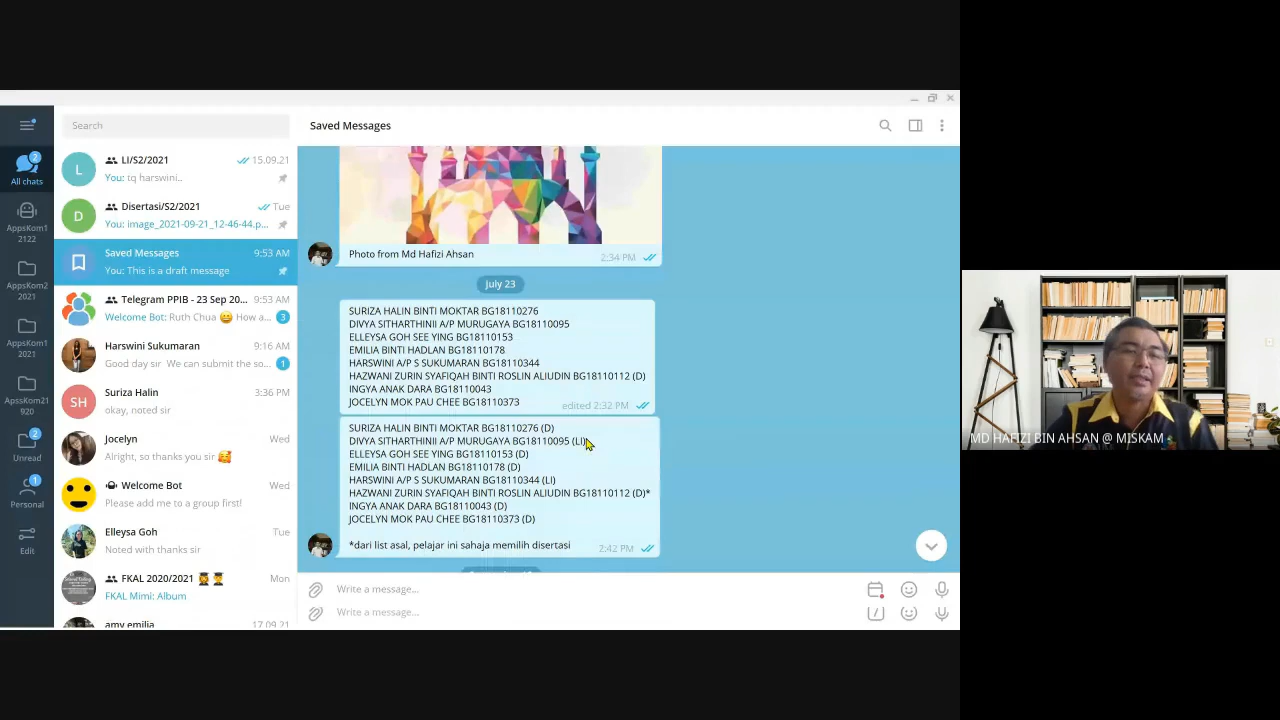 Search
Saved Messages
All chats
2
AppsKom1
2122
AppsKom2
2021
AppsKom1
2021
ApssKom21
920
2
Unread
1
Personal
Edit
L
LI/S2/2021
15.09.21
You: tq harswini..
D
Disertasi/S2/2021
Tue
You: image_2021-09-21_12-46-44.p...
Saved Messages
9:53 AM
You: This is a draft message
Telegram PPIB - 23 Sep 20...
9:53 AM
Welcome Bot: Ruth Chua 😄 How a...
3
Harswini Sukumaran
9:16 AM
Good day sir We can submit the so...
1
SH
Suriza Halin
3:36 PM
okay, noted sir
Jocelyn
Wed
Alright, so thanks you sir 🥰
Welcome Bot
Wed
Please add me to a group first!
Elleysa Goh
Tue
Noted with thanks sir
FKAL 2020/2021 👩‍🎓👨‍🎓
Mon
FKAL Mimi: Album
amy emilia
17.09.21
Photo from Md Hafizi Ahsan
2:34 PM
July 23
SURIZA HALIN BINTI MOKTAR BG18110276
DIVYA SITHARTHINII A/P MURUGAYA BG18110095
ELLEYSA GOH SEE YING BG18110153
EMILIA BINTI HADLAN BG18110178
HARSWINI A/P S SUKUMARAN BG18110344
HAZWANI ZURIN SYAFIQAH BINTI ROSLIN ALIUDIN BG18110112 (D)
INGYA ANAK DARA BG18110043
JOCELYN MOK PAU CHEE BG18110373
edited 2:32 PM
SURIZA HALIN BINTI MOKTAR BG18110276 (D)
DIVYA SITHARTHINII A/P MURUGAYA BG18110095 (LI)
ELLEYSA GOH SEE YING BG18110153 (D)
EMILIA BINTI HADLAN BG18110178 (D)
HARSWINI A/P S SUKUMARAN BG18110344 (LI)
HAZWANI ZURIN SYAFIQAH BINTI ROSLIN ALIUDIN BG18110112 (D)*
INGYA ANAK DARA BG18110043 (D)
JOCELYN MOK PAU CHEE BG18110373 (D)
*dari list asal, pelajar ini sahaja memilih disertasi
2:42 PM
Write a message...
Write a message...
MD HAFIZI BIN AHSAN @ MISKAM